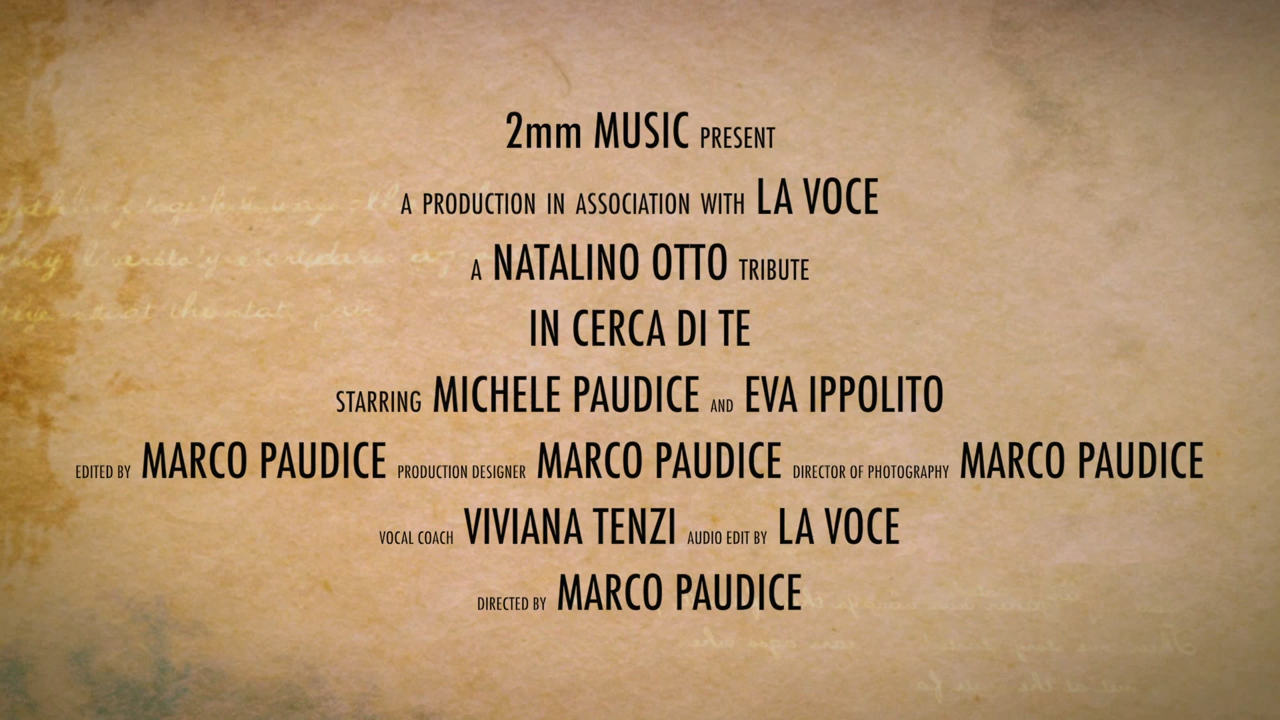 2mm MUSIC PRESENT
A PRODUCTION IN ASSOCIATION WITH LA VOCE
A NATALINO OTTO TRIBUTE
IN CERCA DI TE
STARRING MICHELE PAUDICE AND EVA IPPOLITO
EDITED BY MARCO PAUDICE PRODUCTION DESIGNER MARCO PAUDICE DIRECTOR OF PHOTOGRAPHY MARCO PAUDICE
VOCAL COACH VIVIANA TENZI AUDIO EDIT BY LA VOCE
DIRECTED BY MARCO PAUDICE